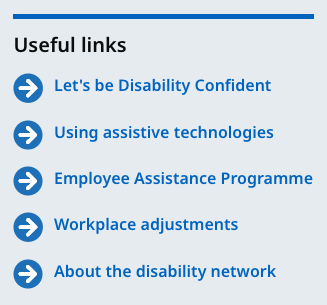 Useful links
Let's be Disability Confident
Using assistive technologies
Employee Assistance Programme
Workplace adjustments
About the disability network